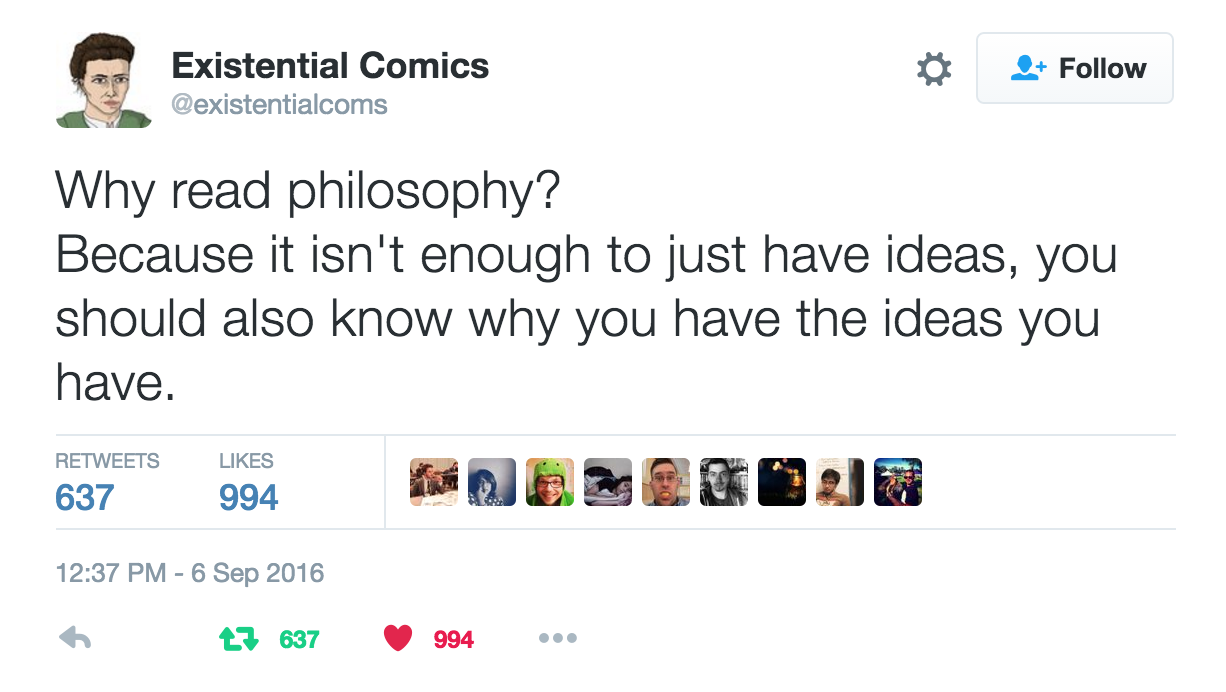 Existential Comics
@existentialcoms
Follow
Why read philosophy?
Because it isn't enough to just have ideas, you
should also know why you have the ideas you
have.
RETWEETS LIKES
637 994
12:37 PM - 6 Sep 2016
637 994